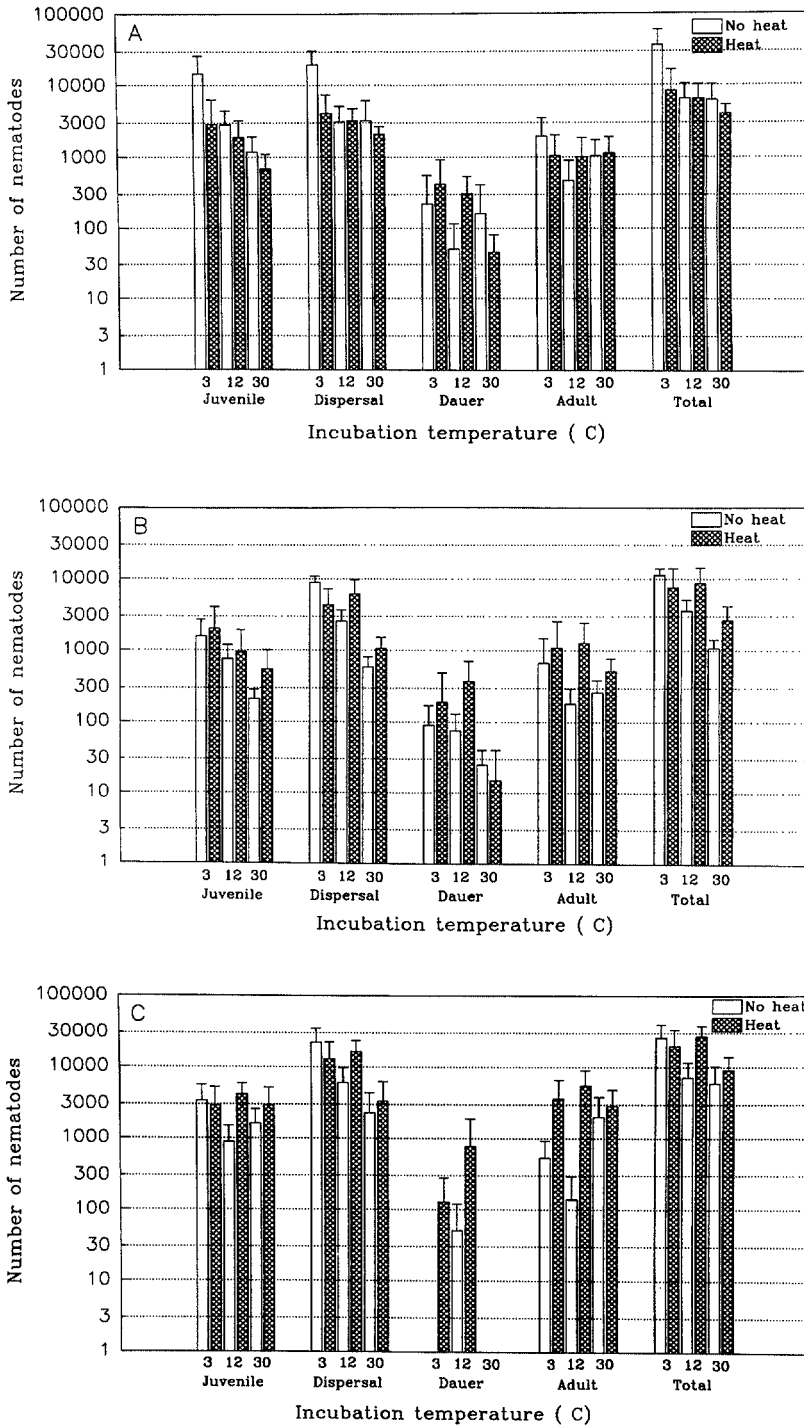 A
No heat
Heat
Number of nematodes
100000
30000
10000
3000
1000
300
100
30
10
3
1
3 12 30 3 12 30 3 12 30 3 12 30 3 12 30
Juvenile Dispersal Dauer Adult Total
Incubation temperature ( C)
B
No heat
Heat
Number of nematodes
100000
30000
10000
3000
1000
300
100
30
10
3
1
3 12 30 3 12 30 3 12 30 3 12 30 3 12 30
Juvenile Dispersal Dauer Adult Total
Incubation temperature ( C)
C
No heat
Heat
Number of nematodes
100000
30000
10000
3000
1000
300
100
30
10
3
1
3 12 30 3 12 30 3 12 30 3 12 30 3 12 30
Juvenile Dispersal Dauer Adult Total
Incubation temperature ( C)